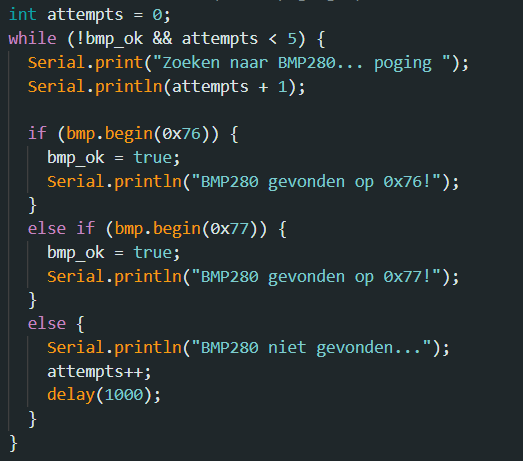 int attempts = 0;
while (!bmp_ok && attempts < 5) {
  Serial.print("Zoeken naar BMP280... poging ");
  Serial.println(attempts + 1);

  if (bmp.begin(0x76)) {
    bmp_ok = true;
    Serial.println("BMP280 gevonden op 0x76!");
  }
  else if (bmp.begin(0x77)) {
    bmp_ok = true;
    Serial.println("BMP280 gevonden op 0x77!");
  }
  else {
    Serial.println("BMP280 niet gevonden...");
    attempts++;
    delay(1000);
  }
}